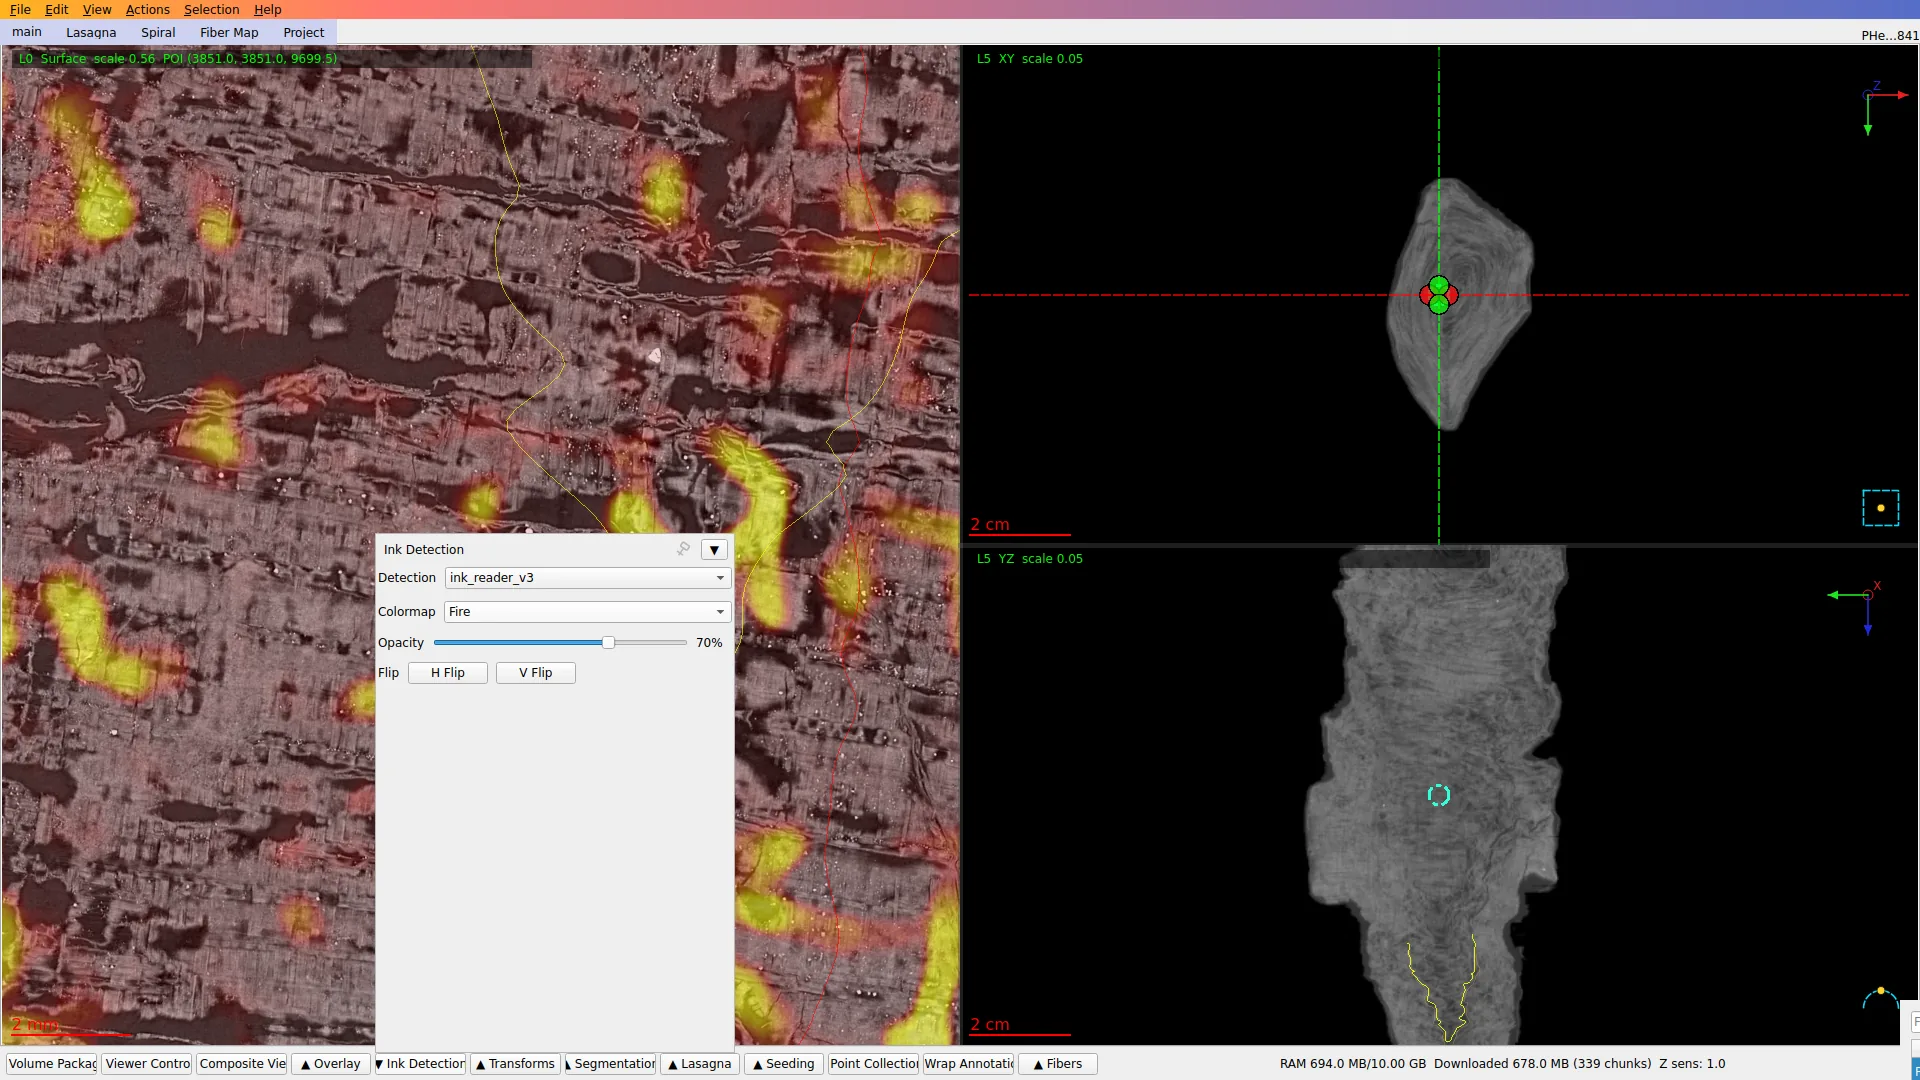 File Edit View Actions Selection Help
main Lasagna Spiral Fiber Map Project
PHe...841
L0 Surface scale 0.56 POI (3851.0, 3851.0, 9699.5)
L5 XY scale 0.05
Z
2 cm
L5 YZ scale 0.05
X
2 cm
2 mm
Ink Detection ▼
Detection ink_reader_v3
Colormap Fire
Opacity 70%
Flip H Flip V Flip
Volume Packag Viewer Contro Composite Vie ▲ Overlay ▼ Ink Detection ▲ Transforms ▲ Segmentation ▲ Lasagna ▲ Seeding Point Collection Wrap Annotati ▲ Fibers
RAM 694.0 MB/10.00 GB Downloaded 678.0 MB (339 chunks) Z sens: 1.0